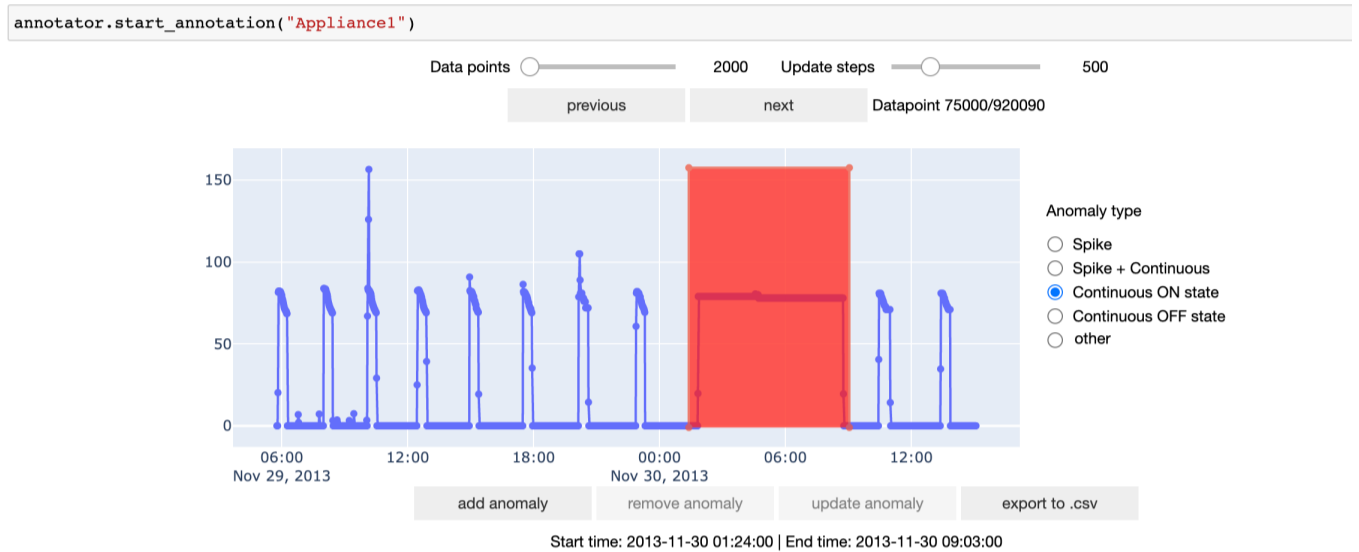 annotator.start_annotation("Appliance1")
Data points 2000 Update steps 500
previous next Datapoint 75000/920090
150
100
50
0
06:00 12:00 18:00 00:00 06:00 12:00
Nov 29, 2013 Nov 30, 2013
Anomaly type
Spike
Spike + Continuous
Continuous ON state
Continuous OFF state
other
add anomaly remove anomaly update anomaly export to .csv
Start time: 2013-11-30 01:24:00 | End time: 2013-11-30 09:03:00